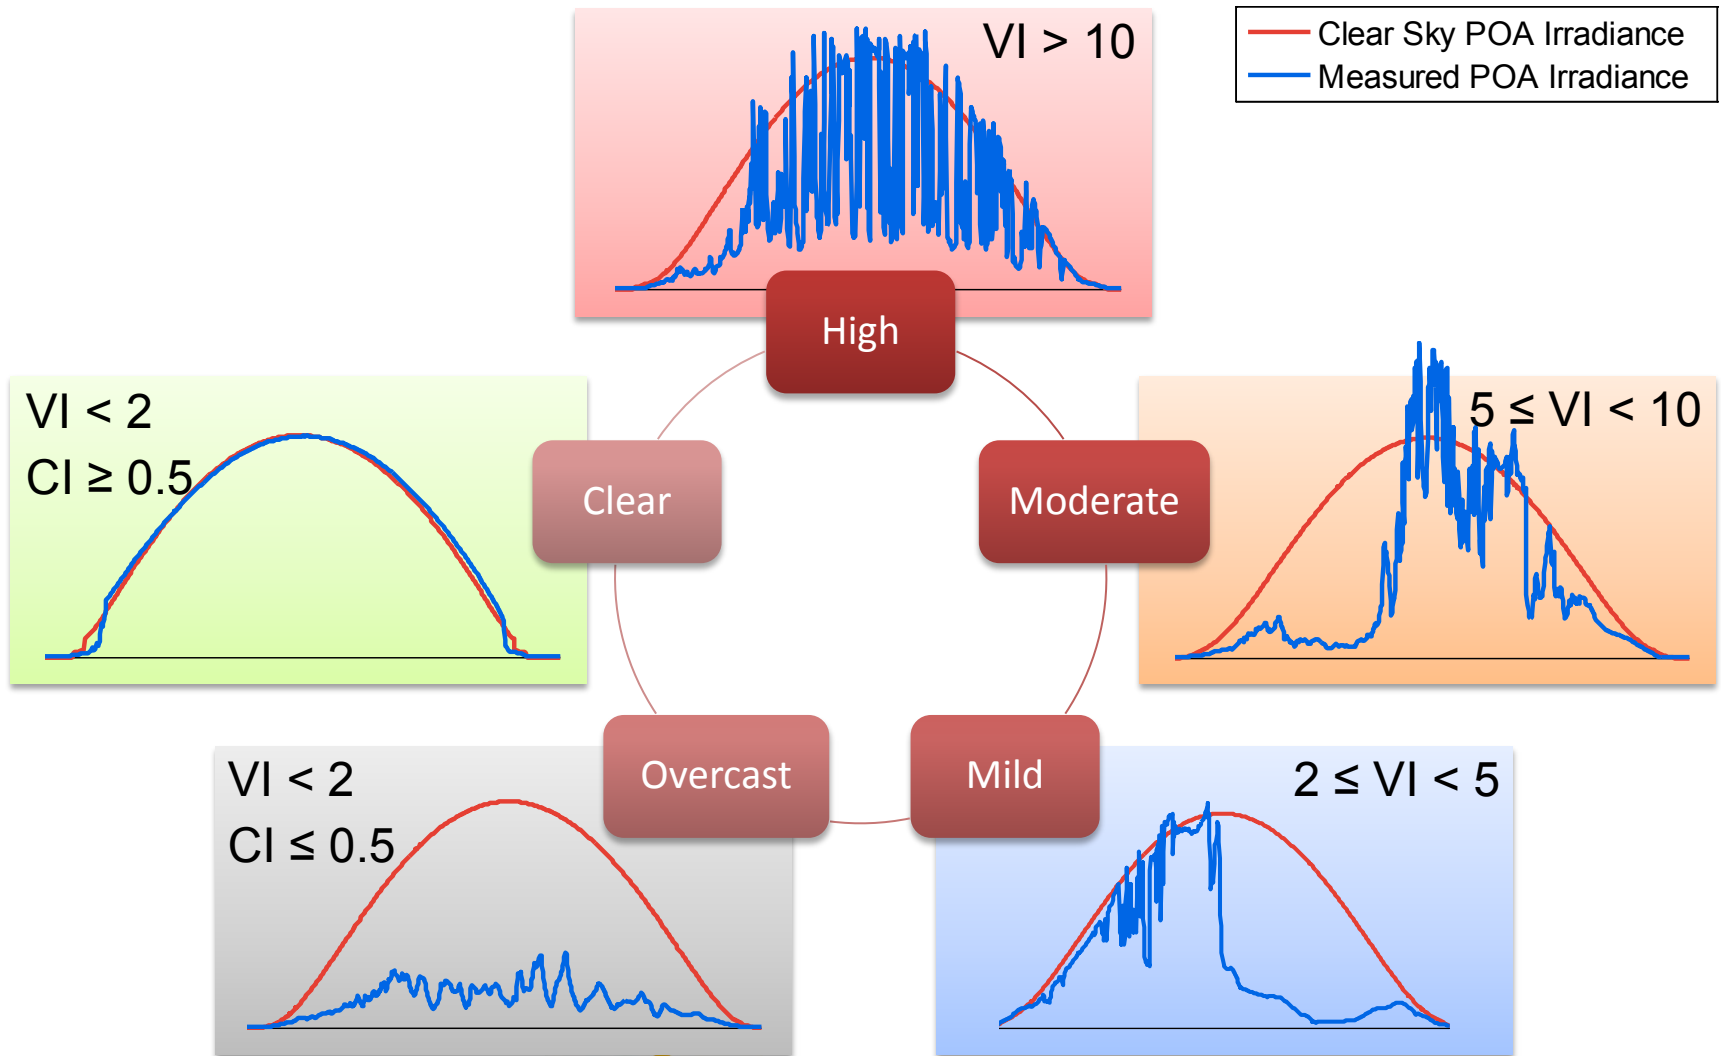 VI > 10
Clear Sky POA Irradiance
Measured POA Irradiance
High
VI < 2
CI ≥ 0.5
Clear
Moderate
5 ≤ VI < 10
VI < 2
CI ≤ 0.5
Overcast
Mild
2 ≤ VI < 5